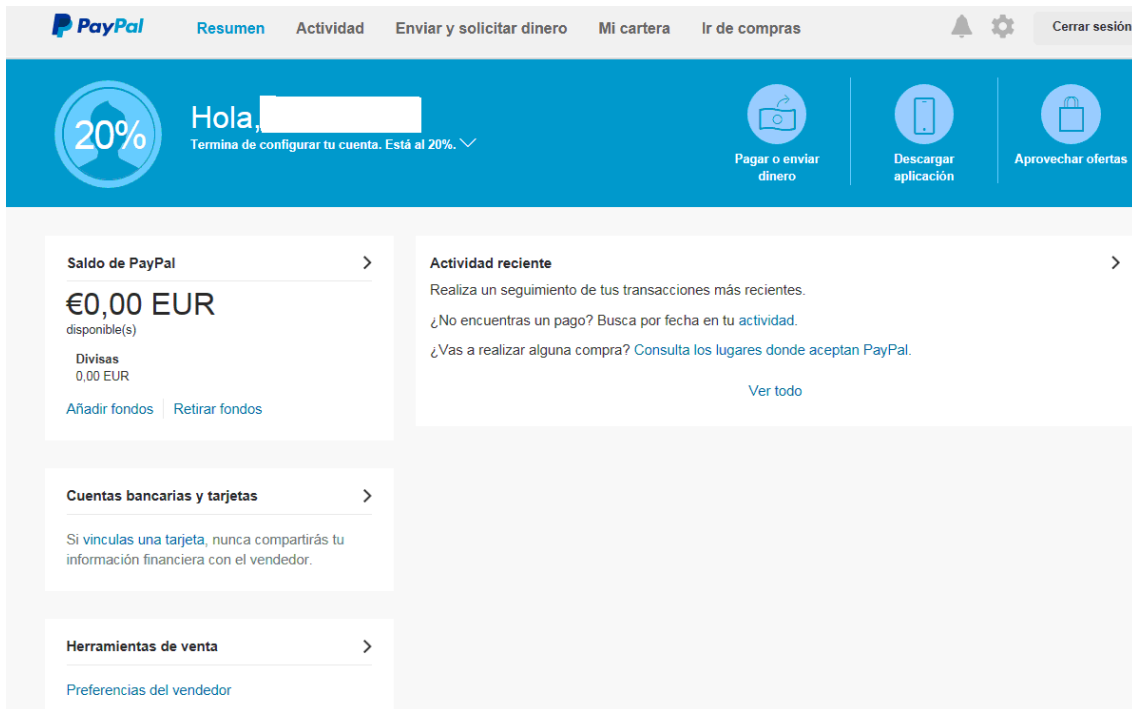 PayPal
Resumen
Actividad
Enviar y solicitar dinero
Mi cartera
Ir de compras
Cerrar sesión
20%
Hola,
Termina de configurar tu cuenta. Está al 20%.
Pagar o enviar
dinero
Descargar
aplicación
Aprovechar ofertas
Saldo de PayPal
€0,00 EUR
disponible(s)
Divisas
0,00 EUR
Añadir fondos
Retirar fondos
Actividad reciente
Realiza un seguimiento de tus transacciones más recientes.
¿No encuentras un pago? Busca por fecha en tu actividad.
¿Vas a realizar alguna compra? Consulta los lugares donde aceptan PayPal.
Ver todo
Cuentas bancarias y tarjetas
Si vinculas una tarjeta, nunca compartirás tu
información financiera con el vendedor.
Herramientas de venta
Preferencias del vendedor